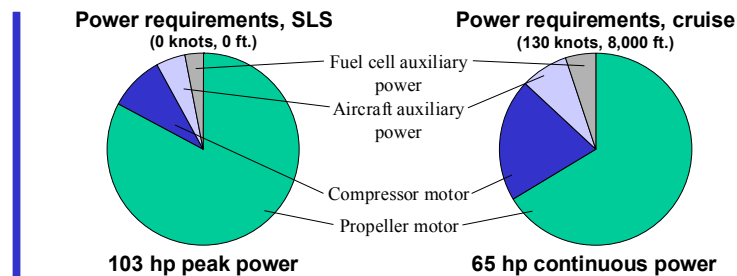 Power requirements, SLS
(0 knots, 0 ft.)
Power requirements, cruise
(130 knots, 8,000 ft.)
Fuel cell auxiliary
power
Aircraft auxiliary
power
Compressor motor
Propeller motor
103 hp peak power
65 hp continuous power